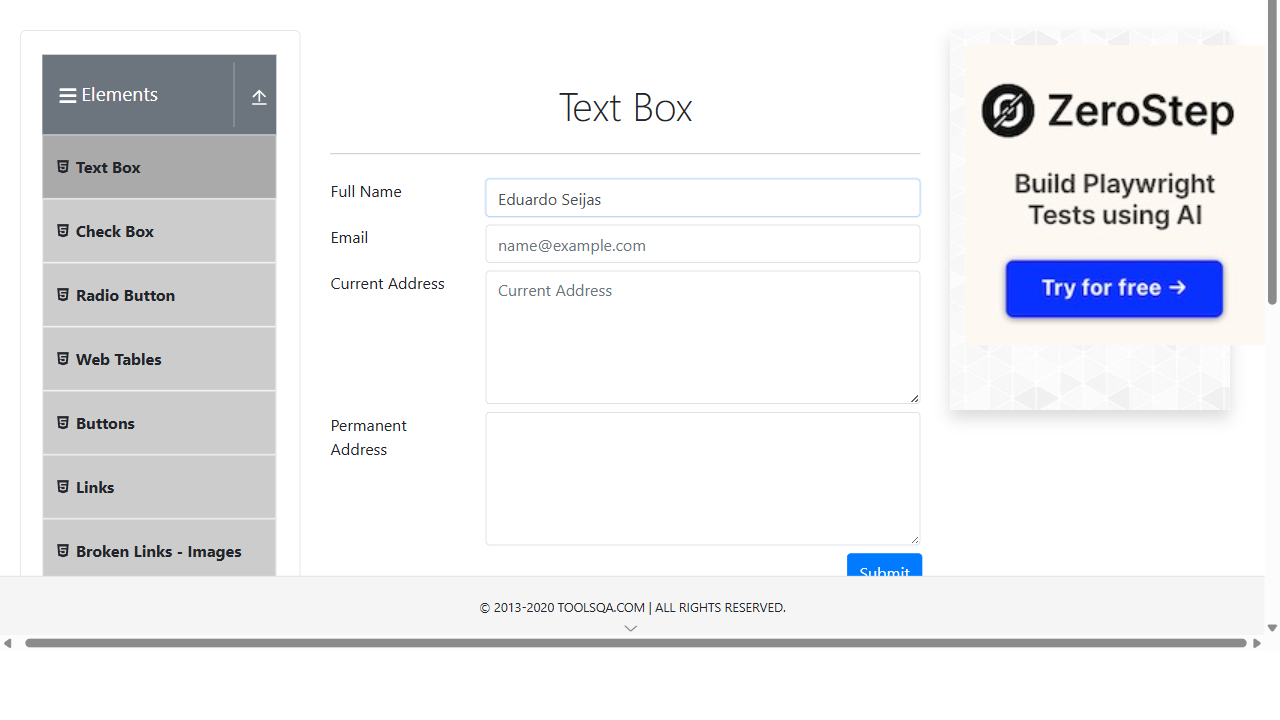 Elements
Text Box
Check Box
Radio Button
Web Tables
Buttons
Links
Broken Links - Images
Text Box
Full Name
Eduardo Seijas
Email
name@example.com
Current Address
Current Address
Permanent
Address
Submit
ZeroStep
Build Playwright
Tests using AI
Try for free →
© 2013-2020 TOOLSQA.COM | ALL RIGHTS RESERVED.